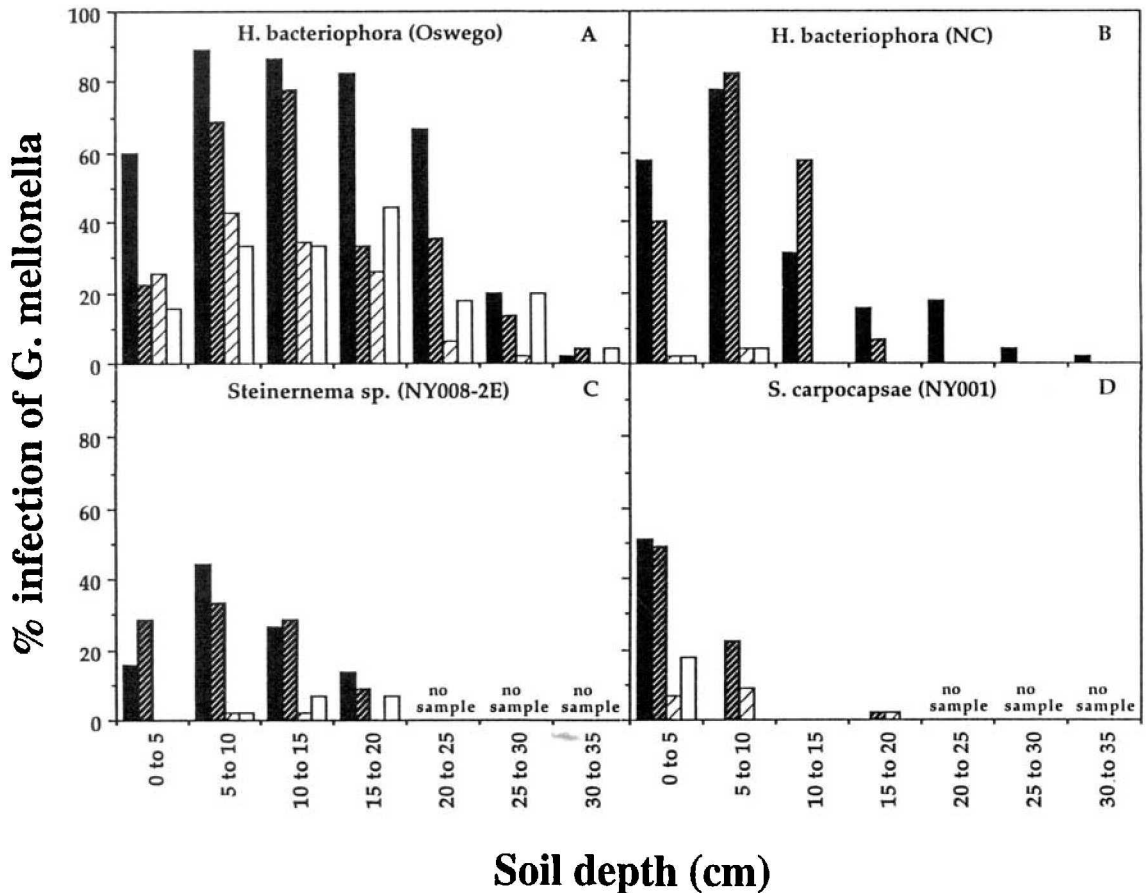 % infection of G. mellonella
100
80
60
40
20
0
H. bacteriophora (Oswego) A
H. bacteriophora (NC) B
80
60
40
20
0
Steinernema sp. (NY008-2E) C
no sample
no sample
no sample
S. carpocapsae (NY001) D
no sample
no sample
no sample
0 to 5
5 to 10
10 to 15
15 to 20
20 to 25
25 to 30
30 to 35
0 to 5
5 to 10
10 to 15
15 to 20
20 to 25
25 to 30
30.to 35
Soil depth (cm)